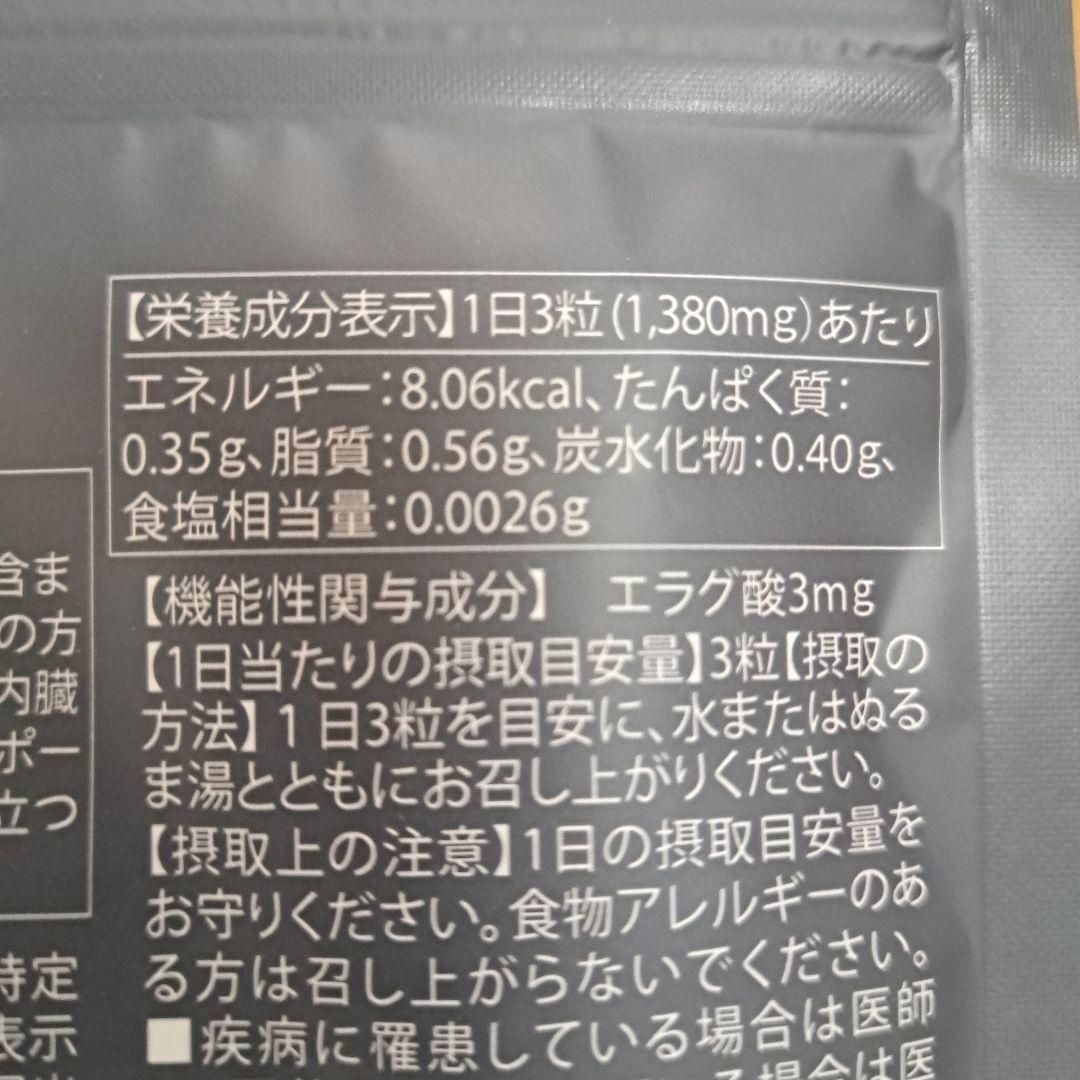 【栄養成分表示】1日3粒(1,380mg)あたり
エネルギー:8.06kcal、たんぱく質:
0.35g、脂質:0.56g、炭水化物:0.40g、
食塩相当量:0.0026g
【機能性関与成分】 エラグ酸3mg
【1日当たりの摂取目安量】3粒【摂取の
方法】1日3粒を目安に、水またはぬる
ま湯とともにお召し上がりください。
【摂取上の注意】1日の摂取目安量を
お守りください。食物アレルギーのあ
る方は召し上がらないでください。
■疾病に罹患している場合は医師
る場合は医
含ま
の方
内臓
ポー
立つ
特定
表示